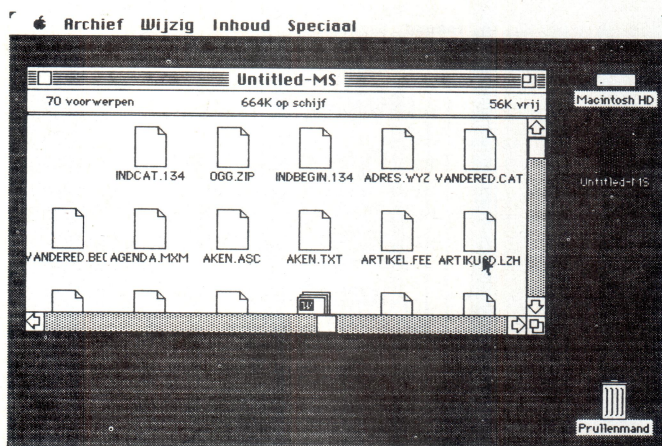 Archief Wijzig Inhoud Speciaal
Untitled-MS
70 voorwerpen 664K op schijf 56K vrij
Macintosh HD
INDCAT.134 OGG.ZIP INDBEGIN.134 ADRES.WYZ VANDERED.CAT
Untitled-MS
VANDERED.BEG AGENDA.MXM AKEN.ASC AKEN.TXT ARTIKEL.FEE
Prullenmand